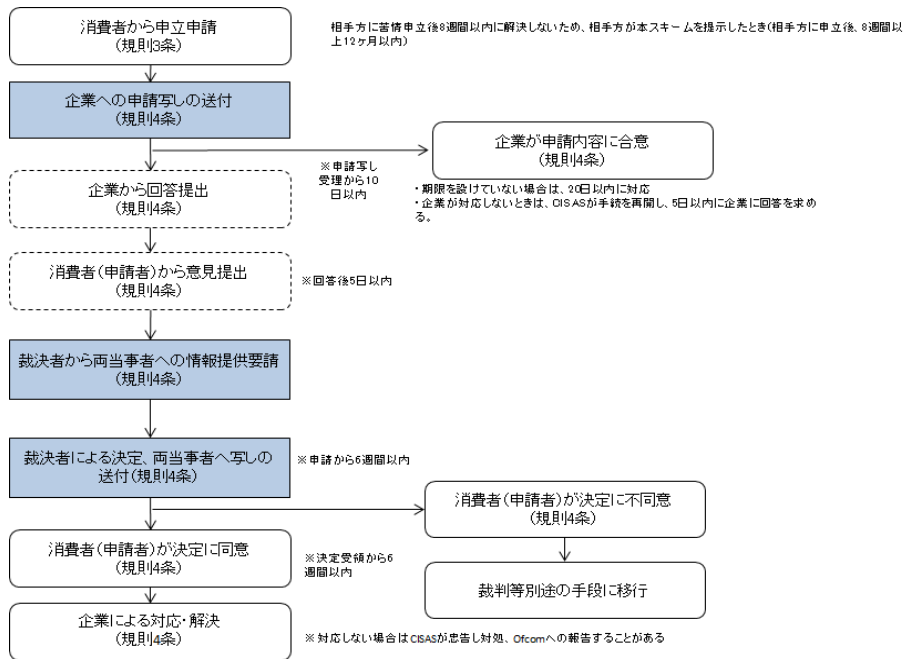 消費者から申立申請
(規則3条)
相手方に苦情申立後8週間以内に解決しないため、相手方が本スキームを提示したとき(相手方に申立後、8週間以
上12ヶ月以内)
企業への申請写しの送付
(規則4条)
企業が申請内容に合意
(規則4条)
※申請写し
受理から10
日以内
企業から回答提出
(規則4条)
・期限を設けていない場合は、20日以内に対応
・企業が対応しないときは、CISASが手続を再開し、5日以内に企業に回答を求め
る。
消費者(申請者)から意見提出
(規則4条)
※回答後5日以内
裁決者から両当事者への情報提供要請
(規則4条)
裁決者による決定、両当事者へ写しの
送付(規則4条)
※申請から6週間以内
消費者(申請者)が決定に不同意
(規則4条)
消費者(申請者)が決定に同意
(規則4条)
※決定受領から6
週間以内
裁判等別途の手段に移行
企業による対応・解決
(規則4条)
※対応しない場合はCISASが忠告し対処、Ofcomへの報告することがある